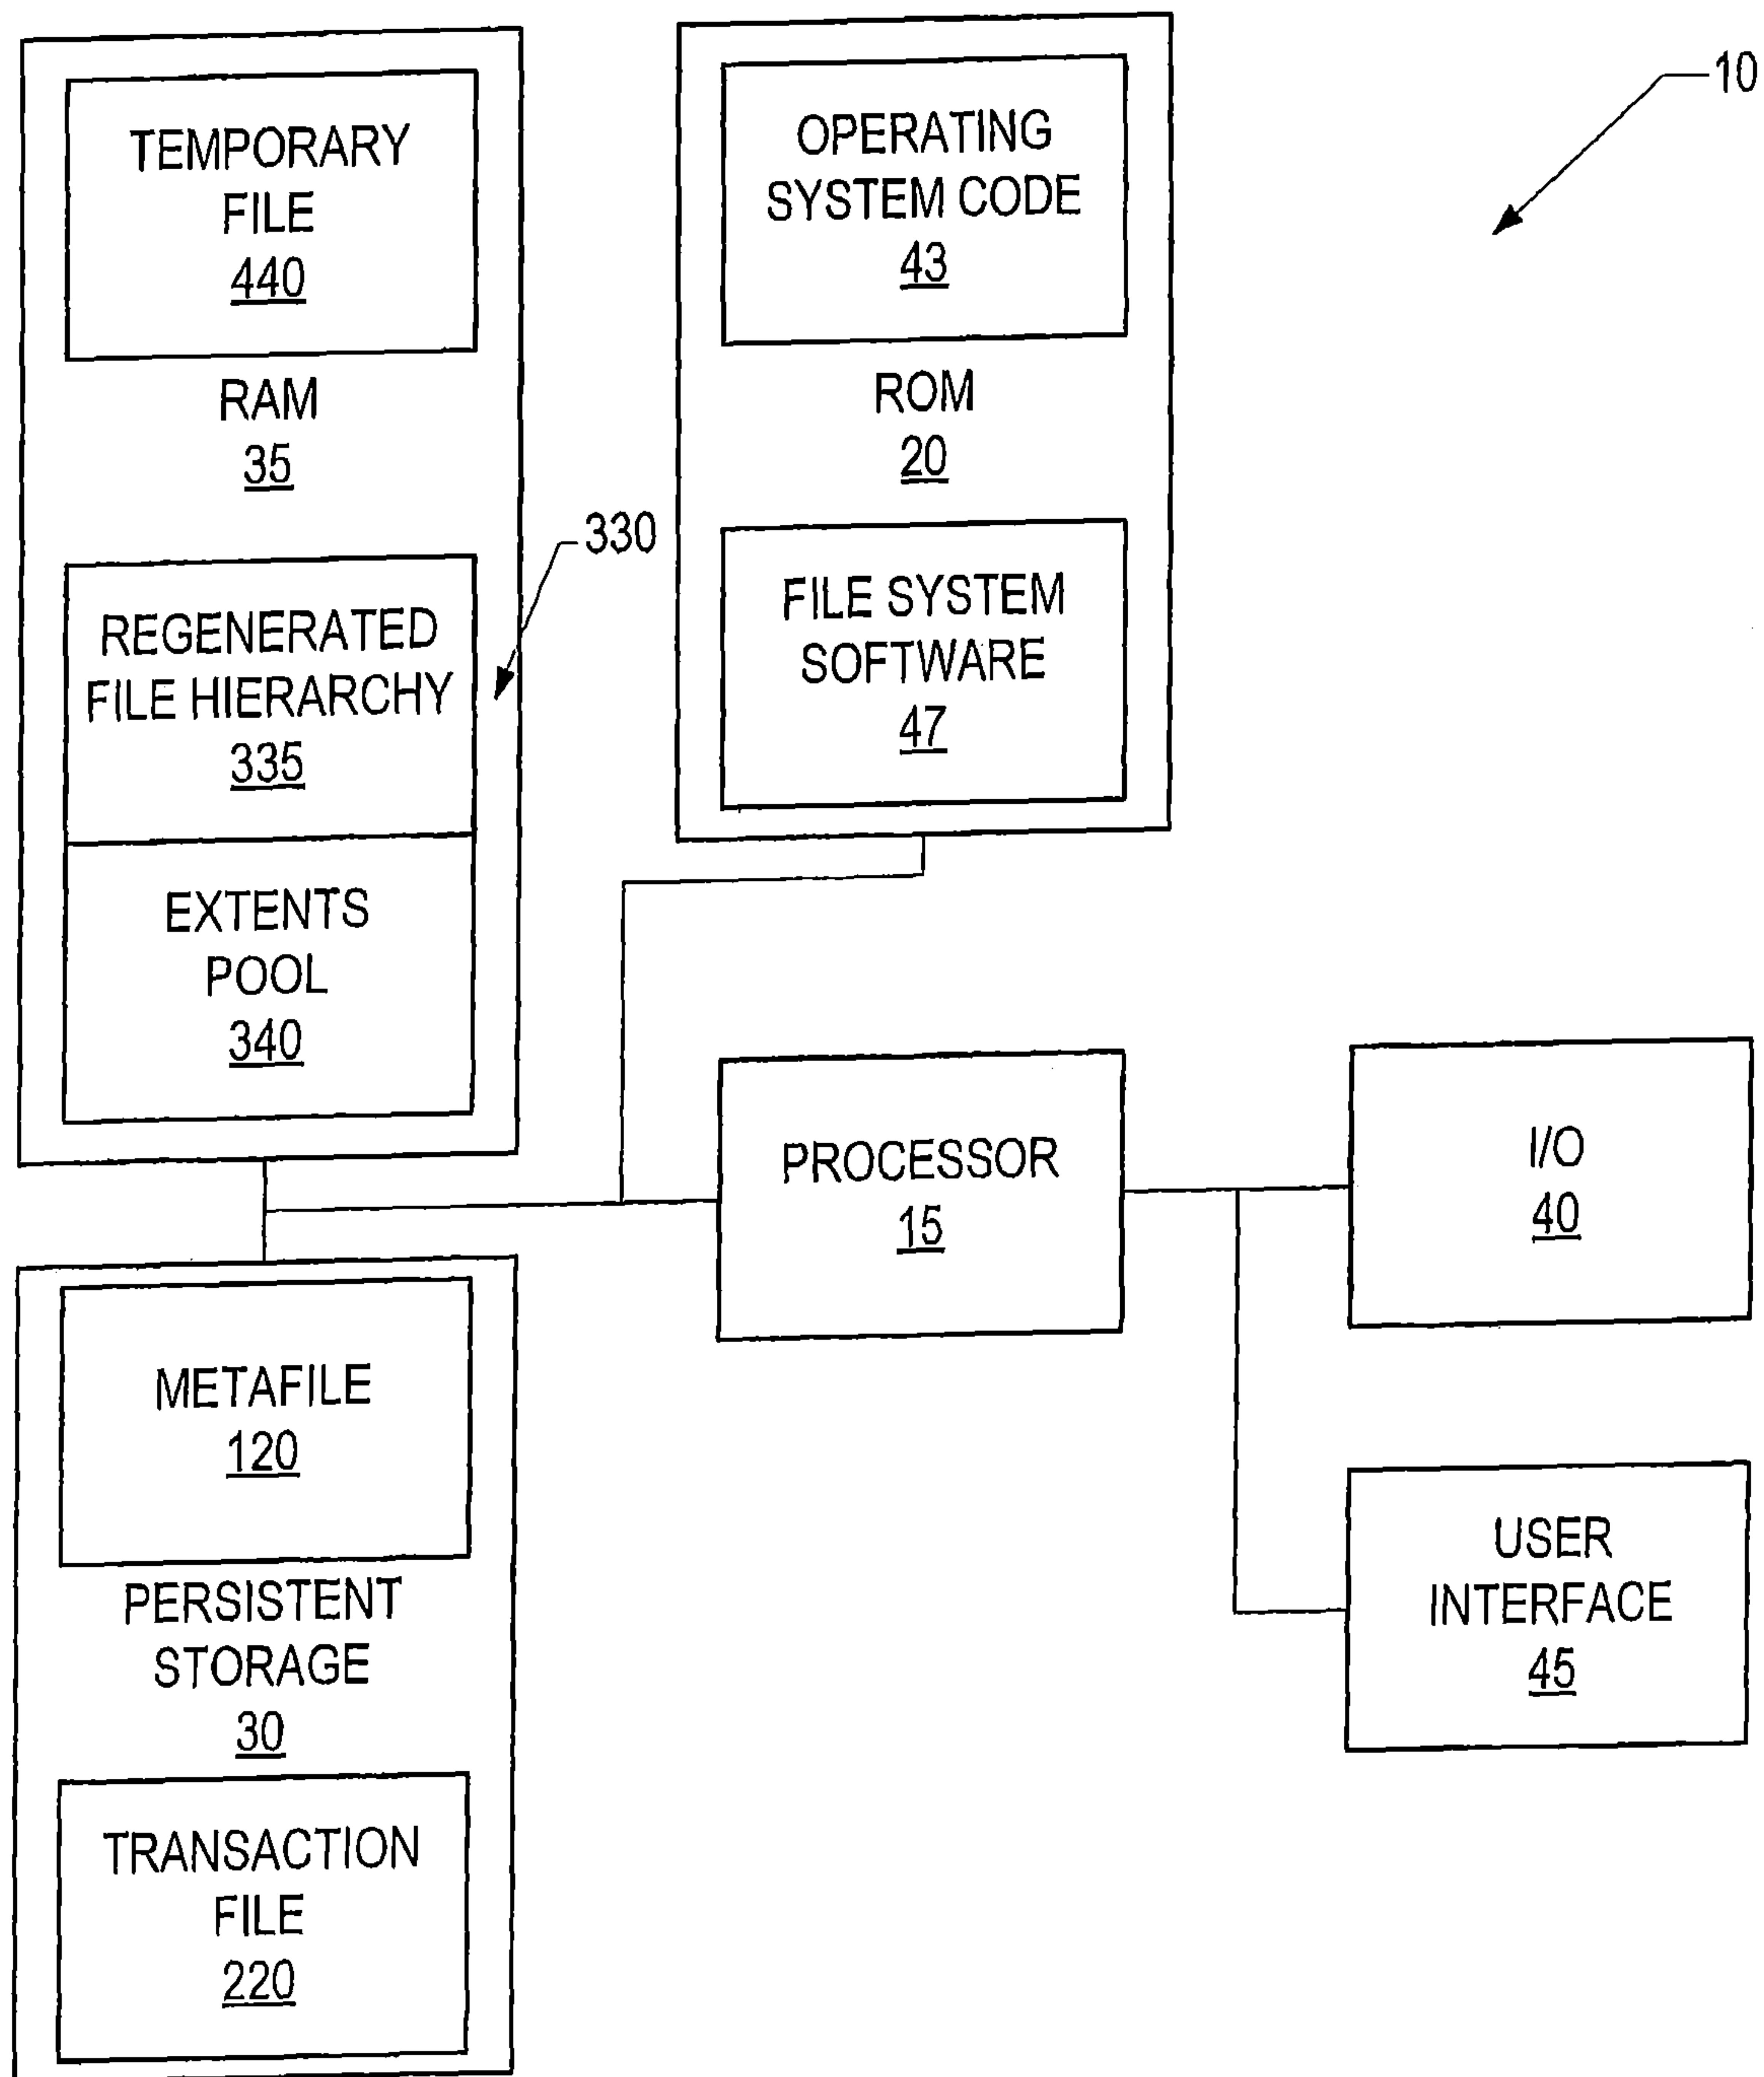 10
TEMPORARY
FILE
440
RAM
35
330
REGENERATED
FILE HIERARCHY
335
EXTENTS
POOL
340
OPERATING
SYSTEM CODE
43
ROM
20
FILE SYSTEM
SOFTWARE
47
PROCESSOR
15
I/O
40
USER
INTERFACE
45
METAFILE
120
PERSISTENT
STORAGE
30
TRANSACTION
FILE
220